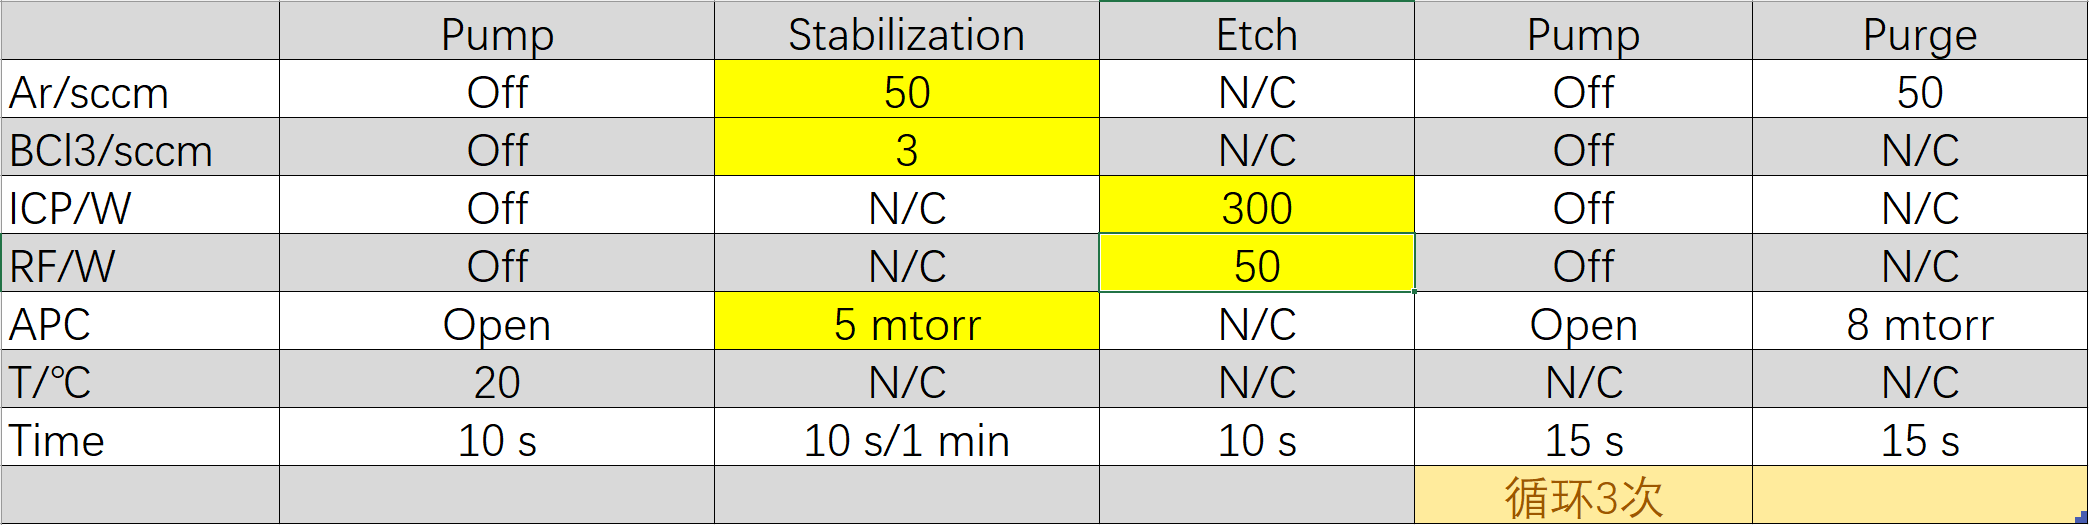 Pump Stabilization Etch Pump Purge
Ar/sccm Off 50 N/C Off 50
BCl3/sccm Off 3 N/C Off N/C
ICP/W Off N/C 300 Off N/C
RF/W Off N/C 50 Off N/C
APC Open 5 mtorr N/C Open 8 mtorr
T/℃ 20 N/C N/C N/C N/C
Time 10 s 10 s/1 min 10 s 15 s 15 s
循环3次